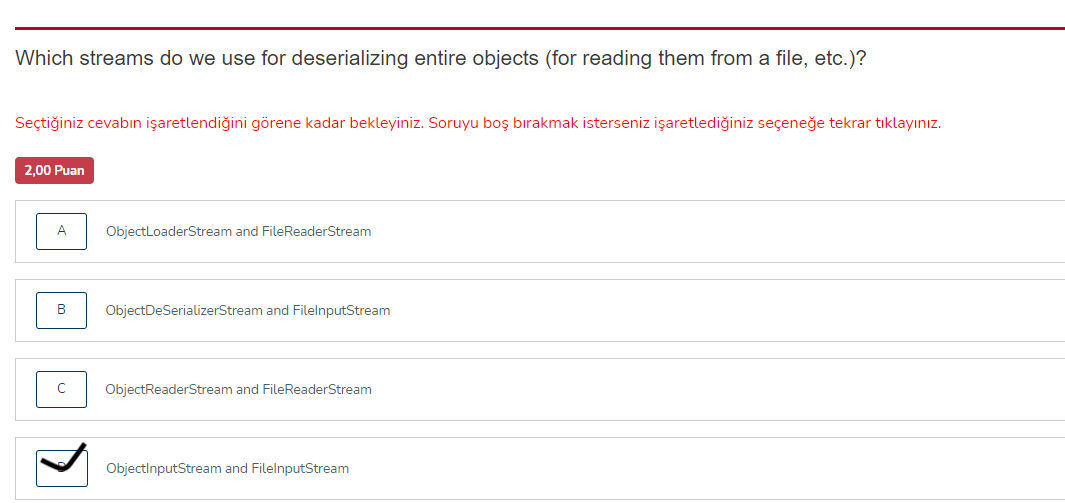 Which streams do we use for deserializing entire objects (for reading them from a file, etc.)?
Seçtiğiniz cevabın işaretlendiğini görene kadar bekleyiniz. Soruyu boş bırakmak isterseniz işaretlediğiniz seçeneğe tekrar tıklayınız.
2,00 Puan
A ObjectLoaderStream and FileReaderStream
B ObjectDeSerializerStream and FileInputStream
C ObjectReaderStream and FileReaderStream
ObjectInputStream and FileInputStream